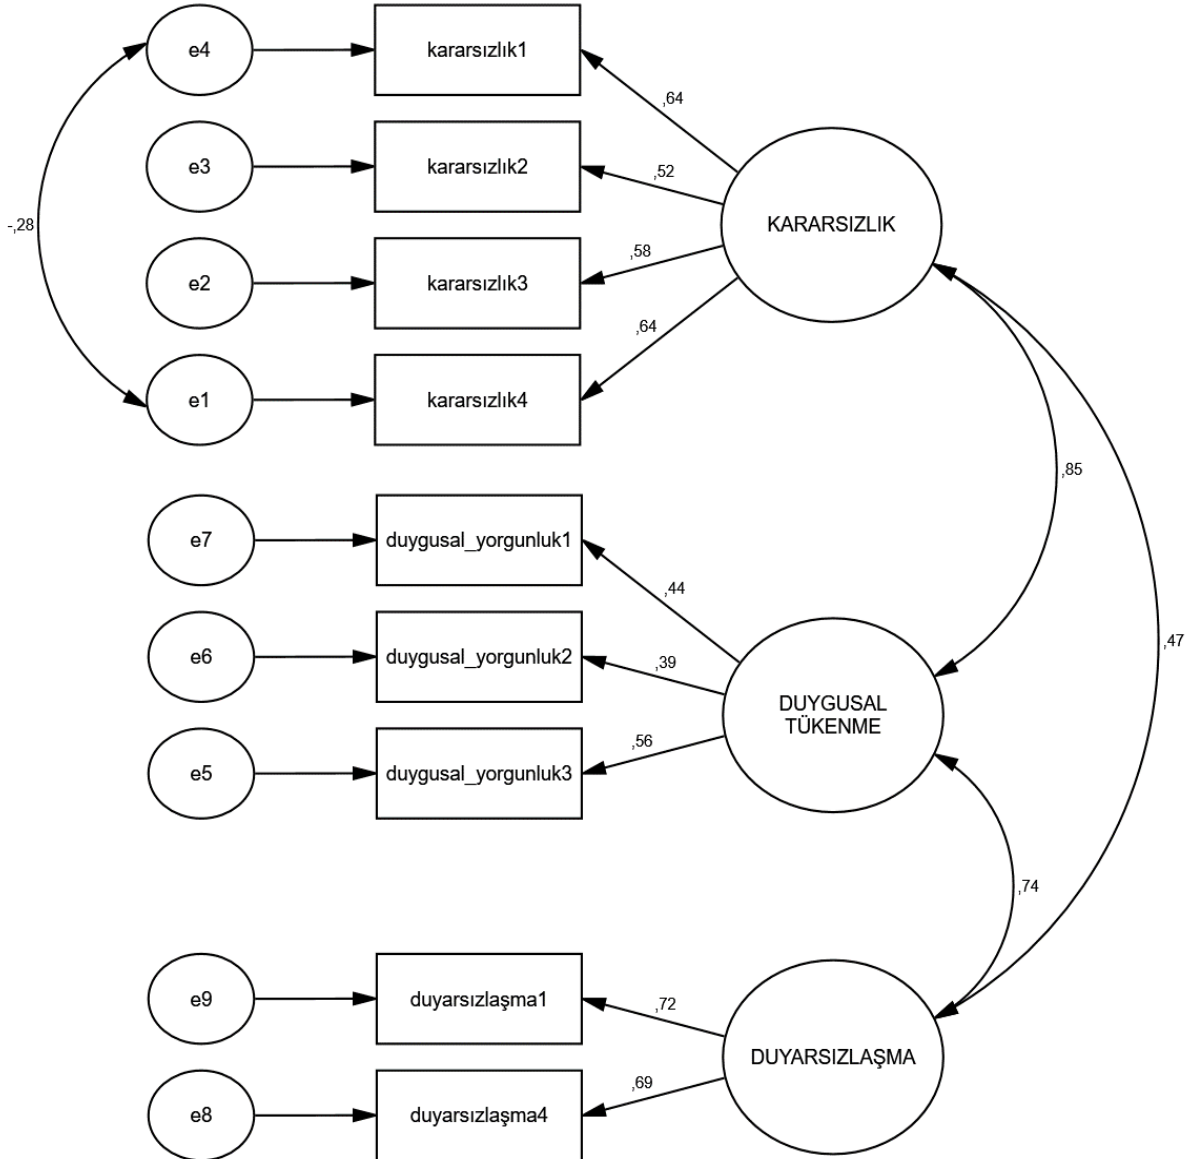 e4
kararsızlık1
,64
e3
kararsızlık2
,52
KARARSIZLIK
-,28
e2
kararsızlık3
,58
e1
kararsızlık4
,64
,85
e7
duygusal_yorgunluk1
,44
e6
duygusal_yorgunluk2
,39
,47
DUYGUSAL
TÜKENME
e5
duygusal_yorgunluk3
,56
,74
e9
duyarsızlaşma1
,72
DUYARSIZLAŞMA
e8
duyarsızlaşma4
,69